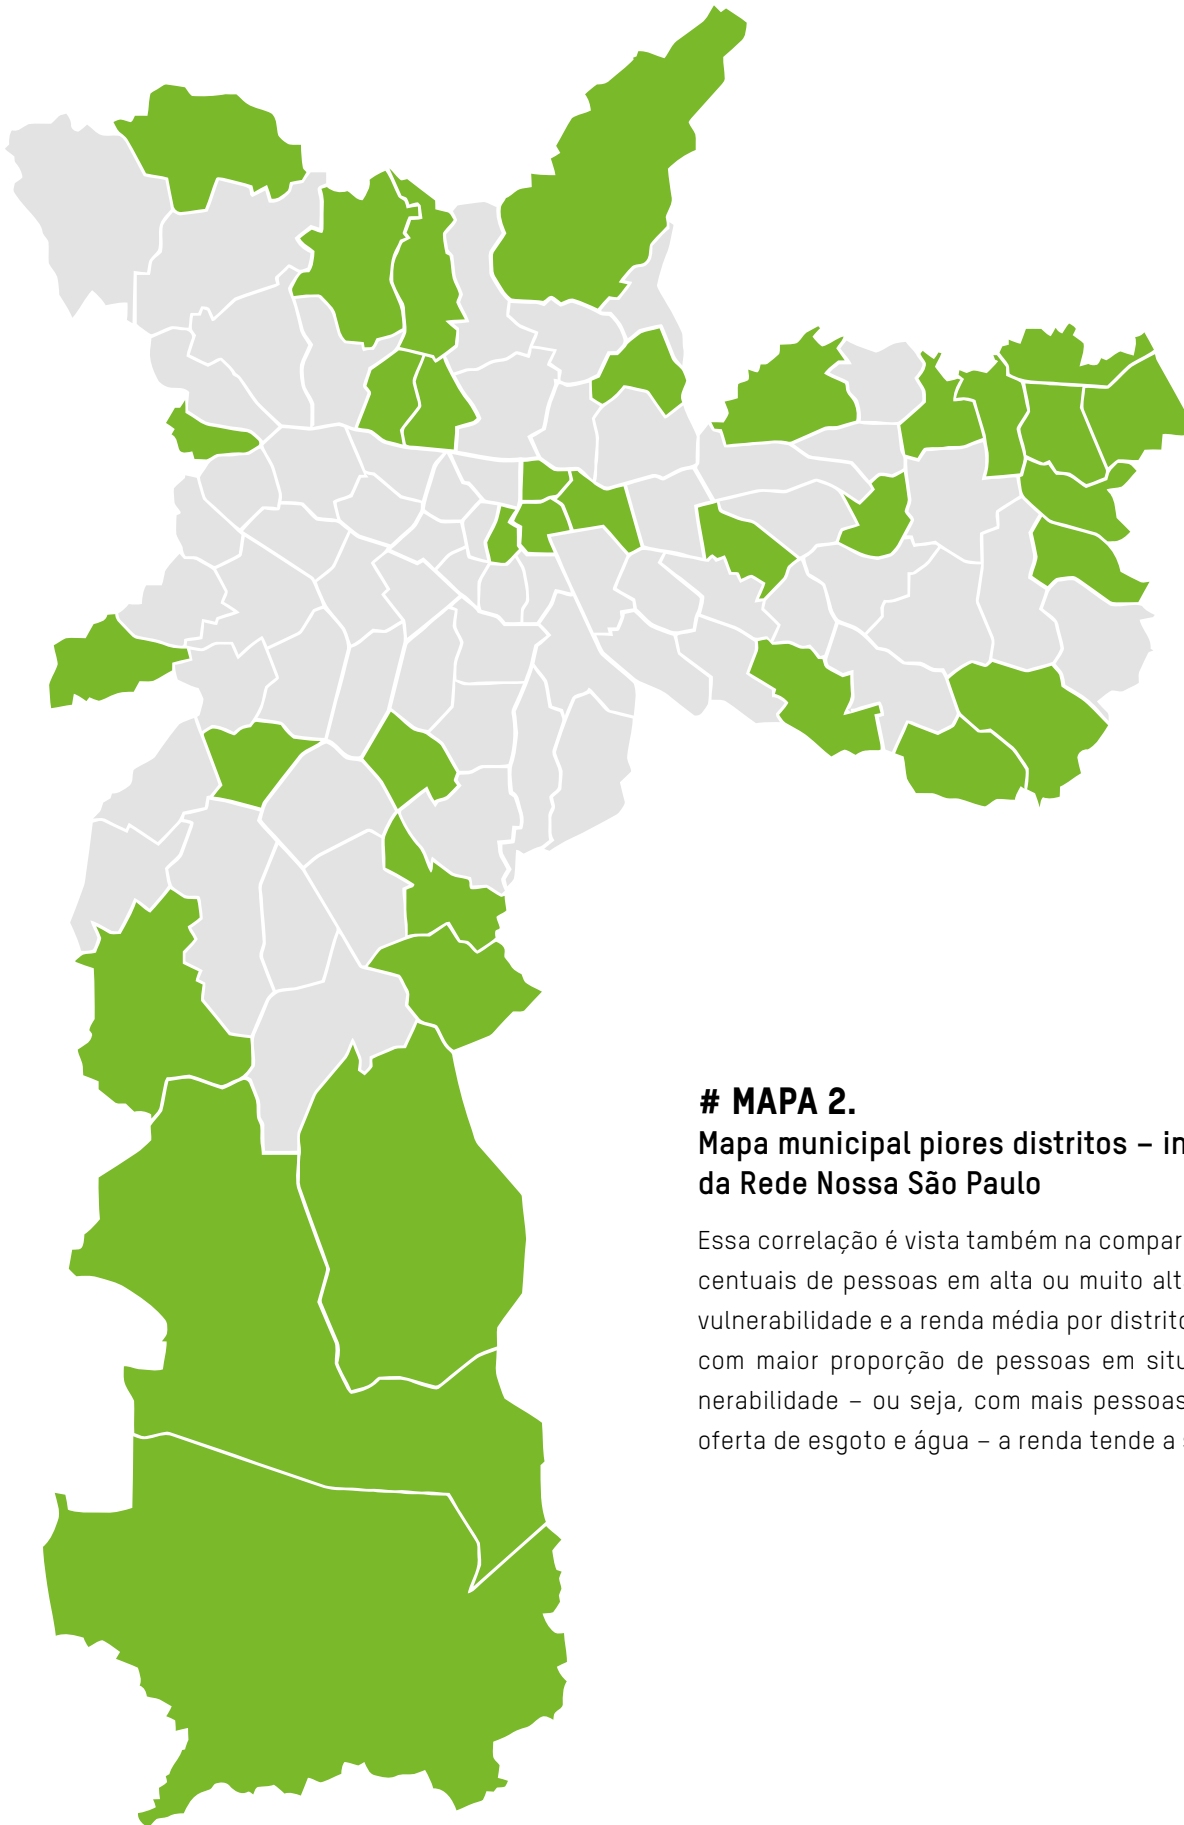 # MAPA 2.
Mapa municipal piores distritos – in
da Rede Nossa São Paulo
Essa correlação é vista também na compar
centuais de pessoas em alta ou muito alt
vulnerabilidade e a renda média por distrito
com maior proporção de pessoas em situ
nerabilidade – ou seja, com mais pessoas
oferta de esgoto e água – a renda tende a